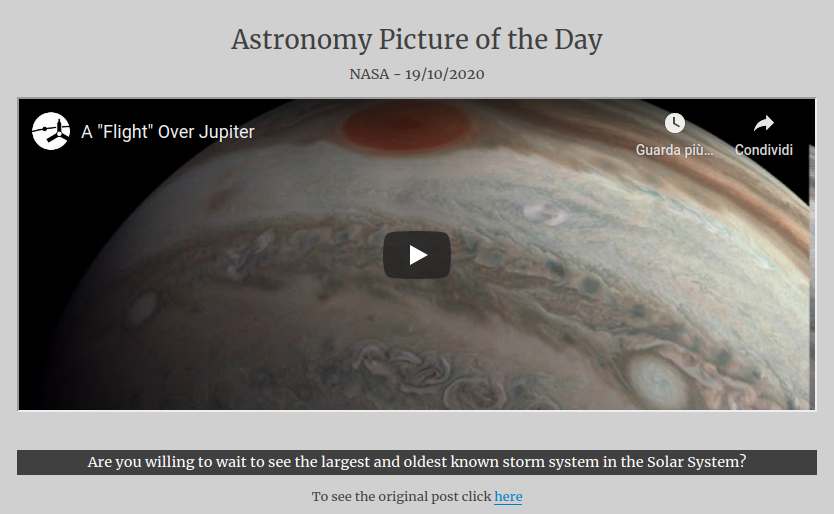 Astronomy Picture of the Day
NASA - 19/10/2020
A "Flight" Over Jupiter
Guarda più...
Condividi
Are you willing to wait to see the largest and oldest known storm system in the Solar System?
To see the original post click here